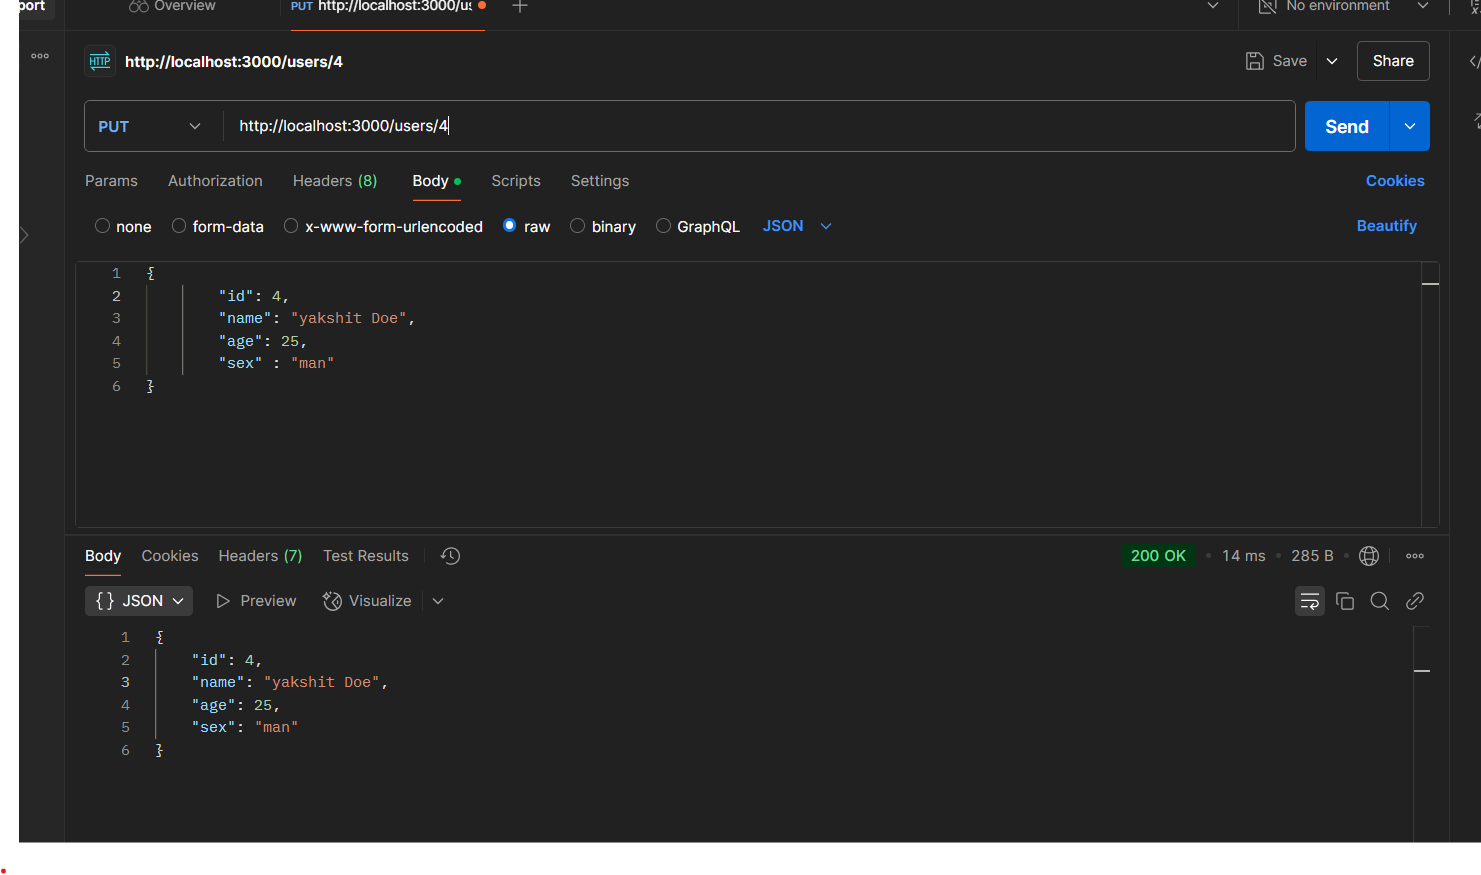 port
Overview
PUT http://localhost:3000/us
No environment
HTTP http://localhost:3000/users/4
Save
Share
PUT
http://localhost:3000/users/4
Send
Params Authorization Headers (8) Body Scripts Settings
Cookies
none form-data x-www-form-urlencoded raw binary GraphQL JSON
Beautify
1 {
2 "id": 4,
3 "name": "yakshit Doe",
4 "age": 25,
5 "sex" : "man"
6 }
Body Cookies Headers (7) Test Results
200 OK • 14 ms • 285 B
{} JSON Preview Visualize
1 {
2 "id": 4,
3 "name": "yakshit Doe",
4 "age": 25,
5 "sex": "man"
6 }